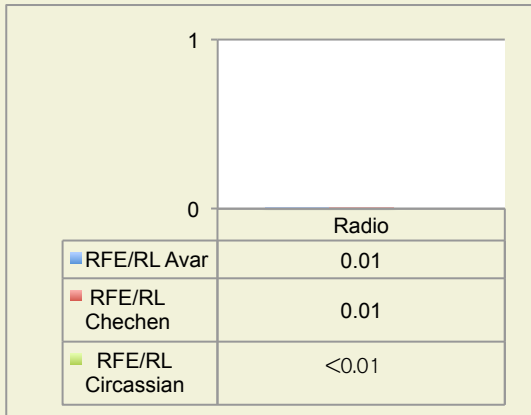 1
0
Radio
RFE/RL Avar 0.01
RFE/RL
Chechen 0.01
RFE/RL
Circassian <0.01